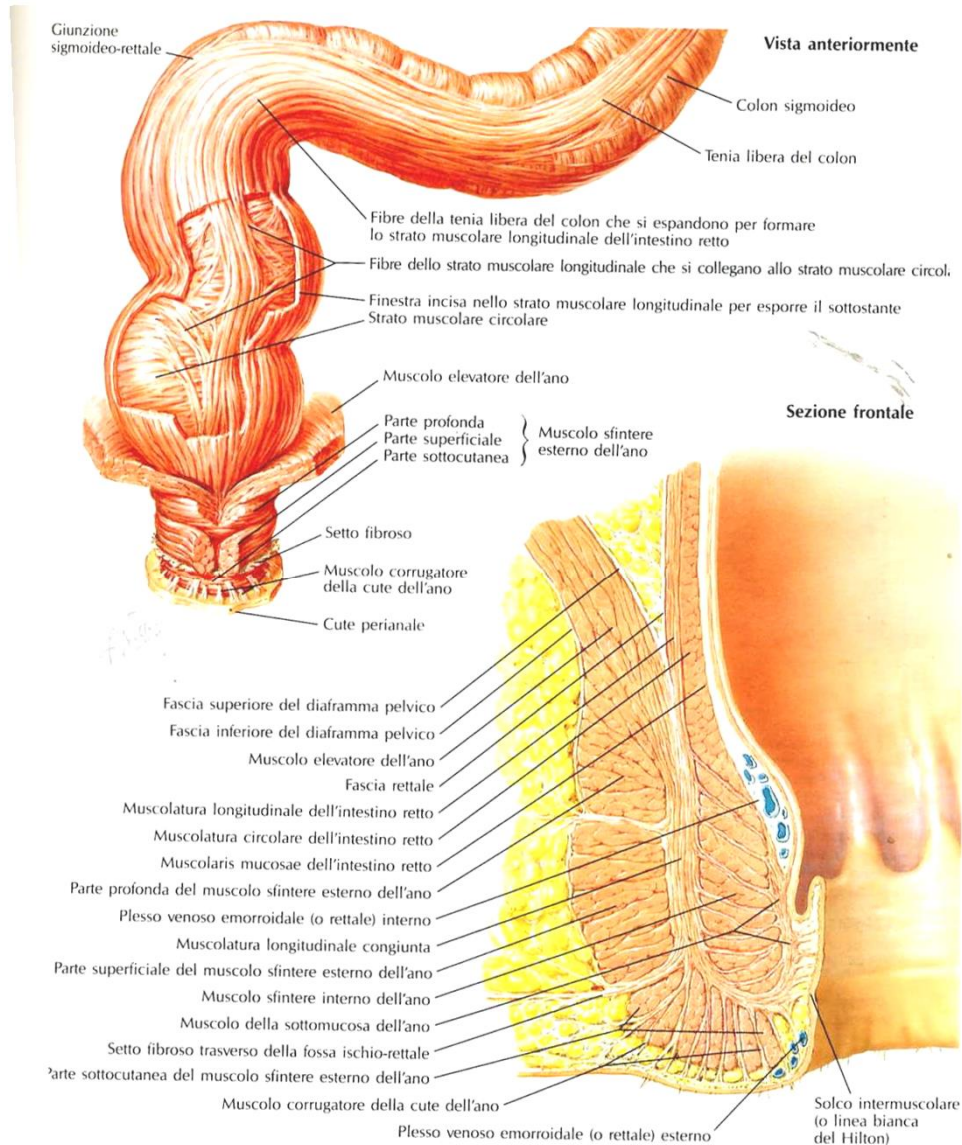 Giunzione
sigmoideo-rettale
Vista anteriormente
Colon sigmoideo
Tenia libera del colon
Fibre della tenia libera del colon che si espandono per formare
lo strato muscolare longitudinale dell'intestino retto
Fibre dello strato muscolare longitudinale che si collegano allo strato muscolare circol.
Finestra incisa nello strato muscolare longitudinale per esporre il sottostante
Strato muscolare circolare
Muscolo elevatore dell'ano
Parte profonda
Parte superficiale
Parte sottocutanea
Muscolo sfintere
esterno dell'ano
Setto fibroso
Muscolo corrugatore
della cute dell'ano
Cute perianale
Sezione frontale
Fascia superiore del diaframma pelvico
Fascia inferiore del diaframma pelvico
Muscolo elevatore dell'ano
Fascia rettale
Muscolatura longitudinale dell'intestino retto
Muscolatura circolare dell'intestino retto
Muscolaris mucosae dell'intestino retto
Parte profonda del muscolo sfintere esterno dell'ano
Plesso venoso emorroidale (o rettale) interno
Muscolatura longitudinale congiunta
Parte superficiale del muscolo sfintere esterno dell'ano
Muscolo sfintere interno dell'ano
Muscolo della sottomucosa dell'ano
Setto fibroso trasverso della fossa ischio-rettale
Parte sottocutanea del muscolo sfintere esterno dell'ano
Muscolo corrugatore della cute dell'ano
Plesso venoso emorroidale (o rettale) esterno
Solco intermuscolare
(o linea bianca
del Hilton)